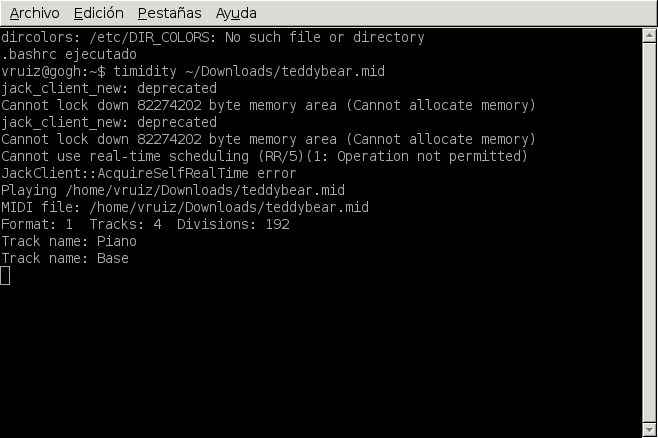 Archivo Edición Pestañas Ayuda
dircolors: /etc/DIR_COLORS: No such file or directory
.bashrc ejecutado
vruiz@gogh:~$ timidity ~/Downloads/teddybear.mid
jack_client_new: deprecated
Cannot lock down 82274202 byte memory area (Cannot allocate memory)
jack_client_new: deprecated
Cannot lock down 82274202 byte memory area (Cannot allocate memory)
Cannot use real-time scheduling (RR/5)(1: Operation not permitted)
JackClient::AcquireSelfRealTime error
Playing /home/vruiz/Downloads/teddybear.mid
MIDI file: /home/vruiz/Downloads/teddybear.mid
Format: 1  Tracks: 4  Divisions: 192
Track name: Piano
Track name: Base